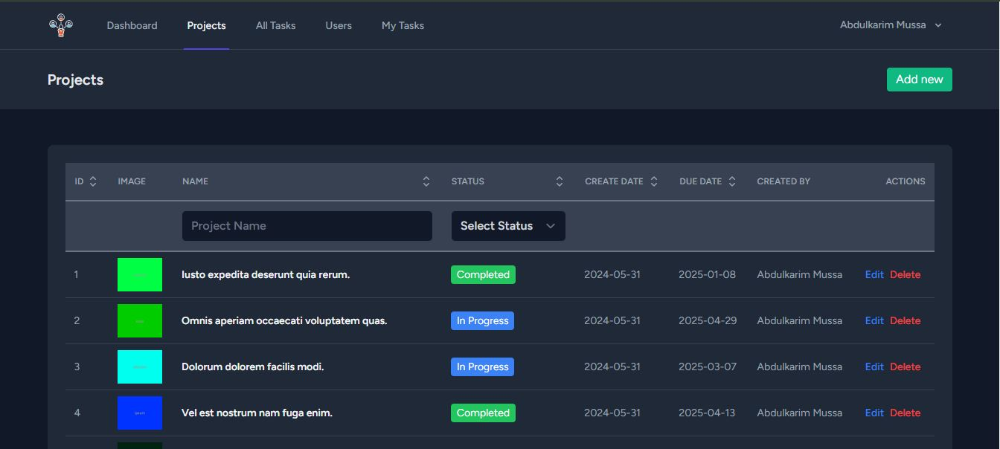 Dashboard Projects All Tasks Users My Tasks Abdulkarim Mussa
Projects Add new
ID IMAGE NAME STATUS CREATE DATE DUE DATE CREATED BY ACTIONS
Project Name Select Status
1 Iusto expedita deserunt quia rerum. Completed 2024-05-31 2025-01-08 Abdulkarim Mussa Edit Delete
2 Omnis aperiam occaecati voluptatem quas. In Progress 2024-05-31 2025-04-29 Abdulkarim Mussa Edit Delete
3 Dolorum dolorem facilis modi. In Progress 2024-05-31 2025-03-07 Abdulkarim Mussa Edit Delete
4 Vel est nostrum nam fuga enim. Completed 2024-05-31 2025-04-13 Abdulkarim Mussa Edit Delete